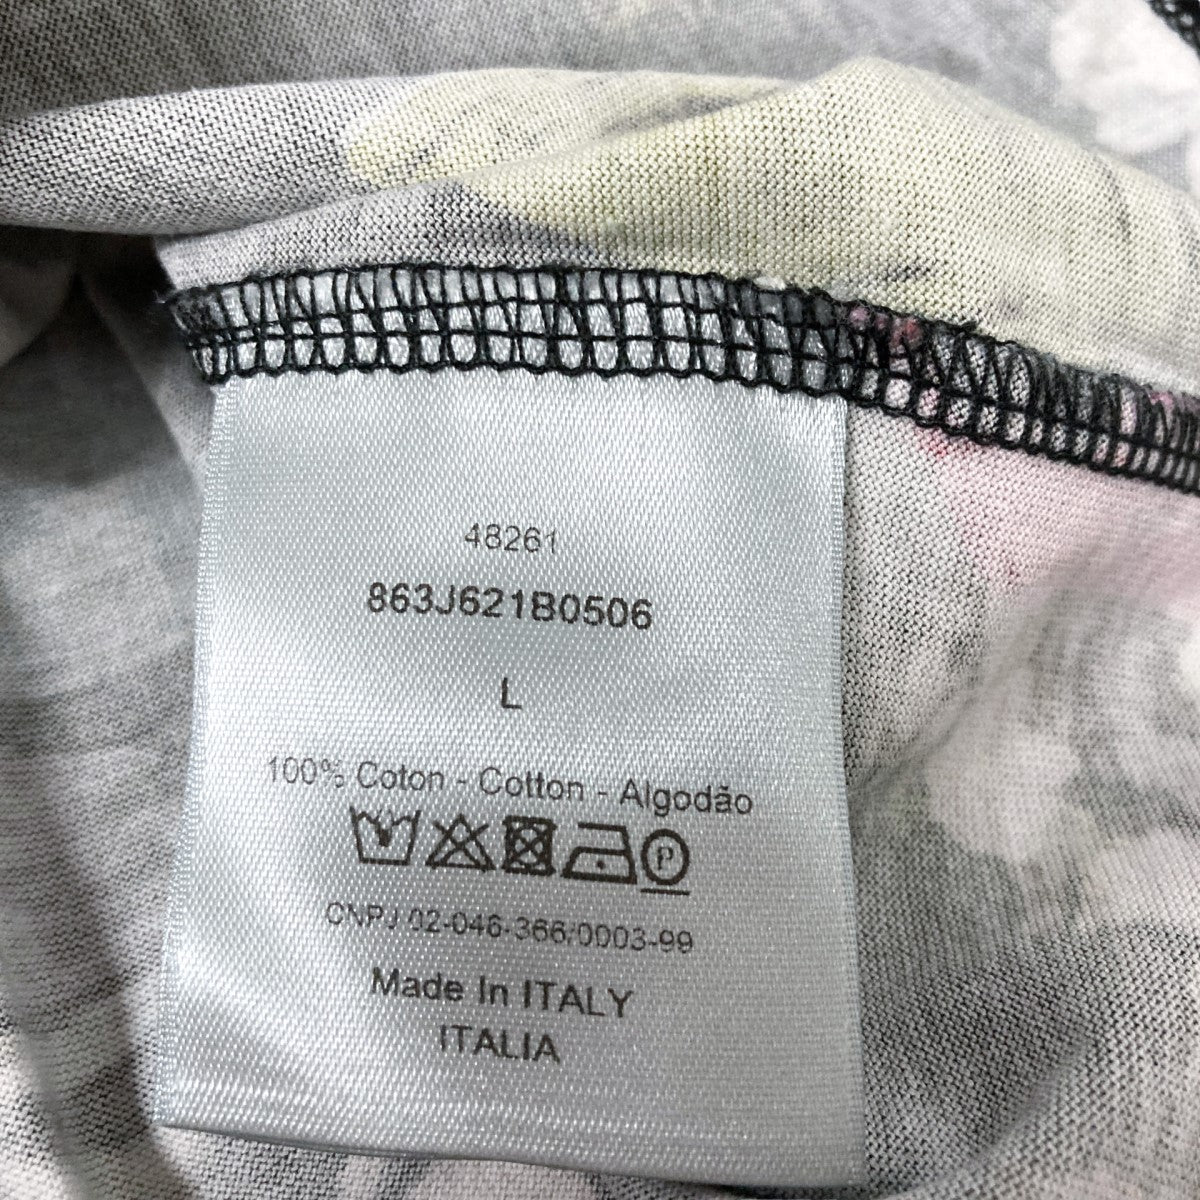 48261
863J621B0506
L
100% Coton - Cotton - Algodão
P
CNPJ 02-046-366/0003-99
Made In ITALY
ITALIA